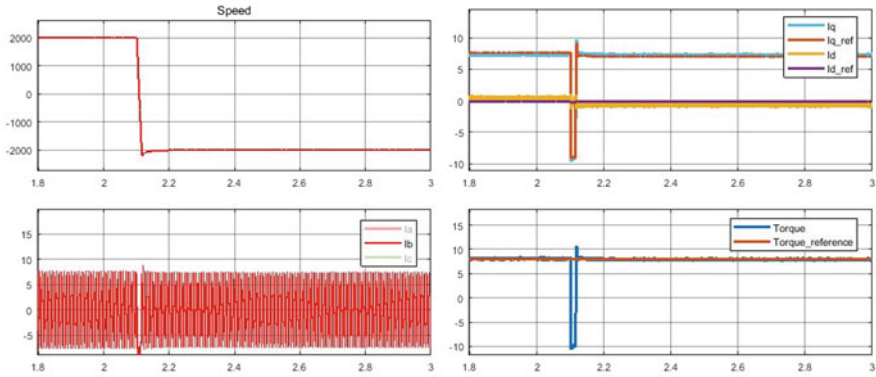 Speed
2000
1000
0
-1000
-2000
1.8 2 2.2 2.4 2.6 2.8 3
10
5
0
-5
-10
Iq
Iq_ref
Id
Id_ref
1.8 2 2.2 2.4 2.6 2.8 3
15
10
5
0
-5
Ia
Ib
Ic
1.8 2 2.2 2.4 2.6 2.8 3
15
10
5
0
-5
-10
Torque
Torque_reference
1.8 2 2.2 2.4 2.6 2.8 3